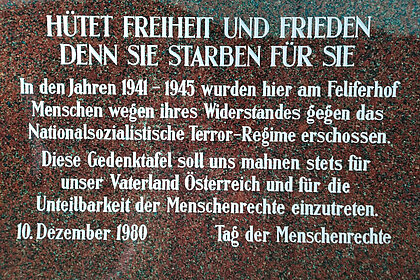 HÜTET FREIHEIT UND FRIEDEN
DENN SIE STARBEN FÜR SIE
In den Jahren 1941 - 1945 wurden hier am Feliferhof
Menschen wegen ihres Widerstandes gegen das
Nationalsozialistische Terror-Regime erschossen.
Diese Gedenktafel soll uns mahnen stets für
unser Vaterland Österreich und für die
Unteilbarkeit der Menschenrechte einzutreten.
10. Dezember 1980 Tag der Menschenrechte